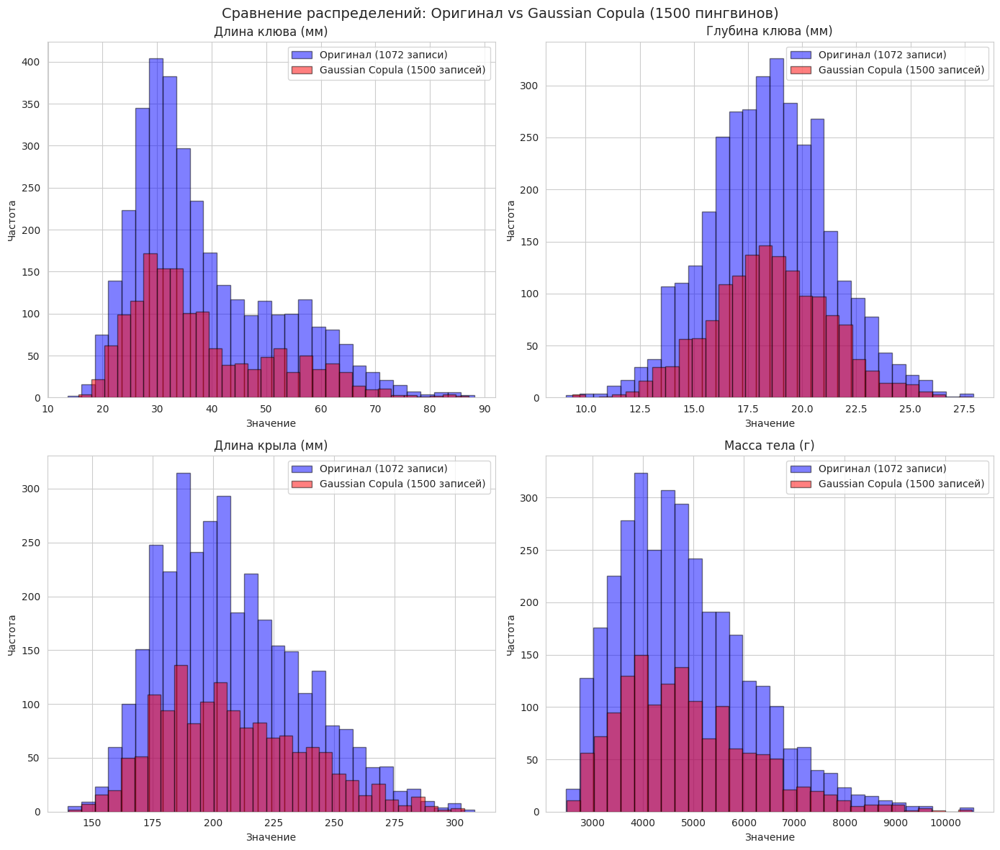 Сравнение распределений: Оригинал vs Gaussian Copula (1500 пингвинов)
Длина клюва (мм)
Оригинал (1072 записи)
Gaussian Copula (1500 записей)
Частота
400
350
300
250
200
150
100
50
0
10 20 30 40 50 60 70 80 90
Значение
Глубина клюва (мм)
Оригинал (1072 записи)
Gaussian Copula (1500 записей)
Частота
300
250
200
150
100
50
0
10.0 12.5 15.0 17.5 20.0 22.5 25.0 27.5
Значение
Длина крыла (мм)
Оригинал (1072 записи)
Gaussian Copula (1500 записей)
Частота
300
250
200
150
100
50
0
150 175 200 225 250 275 300
Значение
Масса тела (г)
Оригинал (1072 записи)
Gaussian Copula (1500 записей)
Частота
300
250
200
150
100
50
0
3000 4000 5000 6000 7000 8000 9000 10000
Значение